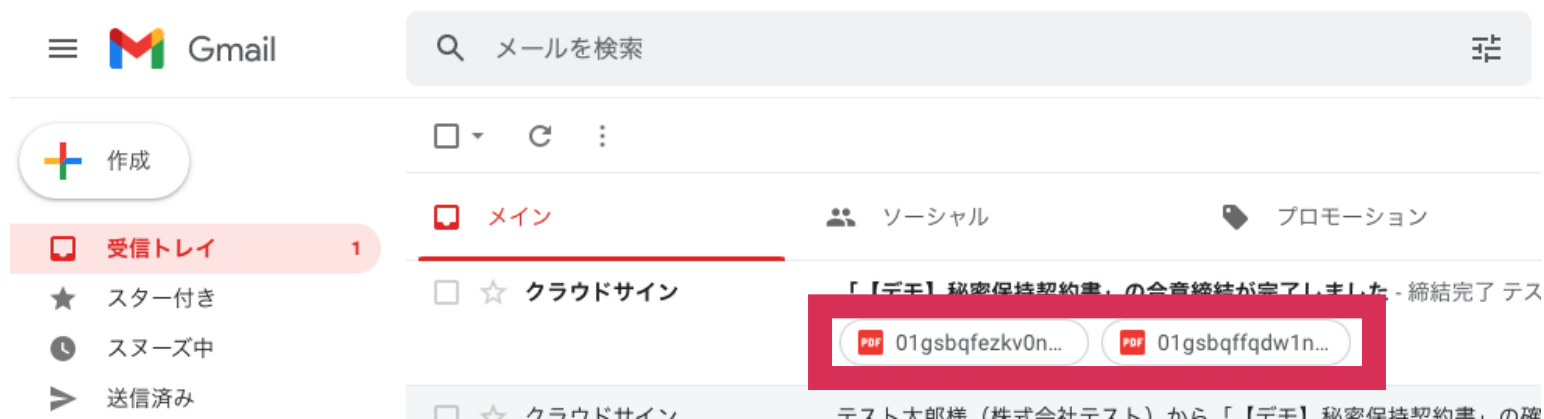 Gmail
メールを検索
作成
メイン
ソーシャル
プロモーション
受信トレイ 1
スター付き
スヌーズ中
送信済み
クラウドサイン 「【デモ】秘密保持契約書」の合意締結が完了しました - 締結完了 テス
PDF 01gsbqfezkv0n... PDF 01gsbqffqdw1n...
クラウドサイン テスト太郎様（株式会社テスト）から「【デモ】秘密保持契約書」の確